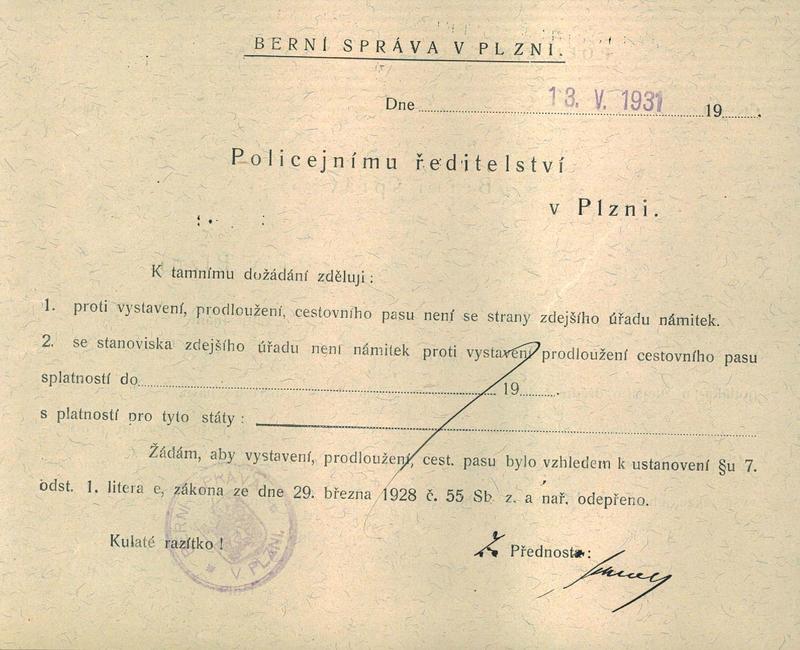 BERNÍ SPRÁVA V PLZNI.
Dne 13. V. 1931 19
Policejnímu ředitelství
v Plzni.
K tamnímu dožádání zděluji:
1. proti vystavení, prodloužení, cestovního pasu není se strany zdejšího úřadu námitek.
2. se stanoviska zdejšího úřadu není námitek proti vystavení prodloužení cestovního pasu
splatností do 19 .
s platností pro tyto státy:
Žádám, aby vystavení, prodloužení, cest. pasu bylo vzhledem k ustanovení §u 7.
odst. 1. litera e, zákona ze dne 29. března 1928 č. 55 Sb z. a nař. odepřeno.
BERNÍ SPRÁVA V PLZNI.
Kulaté razítko!
Za Přednosta: